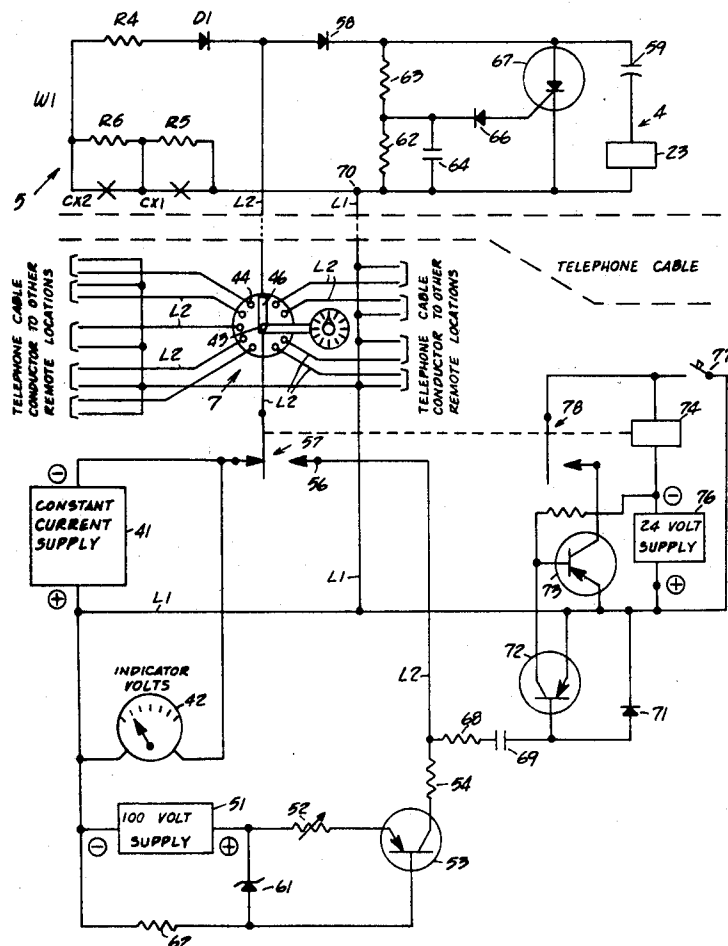 R4
D1
58
59
W1
63
67
4
R6
R5
66
62
64
23
5
CX2
CX1
70
L2
L1
TELEPHONE CABLE
TELEPHONE CABLE
CONDUCTOR TO OTHER
REMOTE LOCATIONS
44
46
L2
L2
43
L2
7
L2
L2
TELEPHONE CABLE
CONDUCTOR TO OTHER
REMOTE LOCATIONS
77
78
57
74
56
⊖
CONSTANT
CURRENT
SUPPLY
41
⊕
⊖
76
24 VOLT
SUPPLY
⊕
73
L1
L1
INDICATOR
VOLTS
42
L2
72
71
68
69
54
51
100 VOLT
SUPPLY
⊖
⊕
52
53
61
62